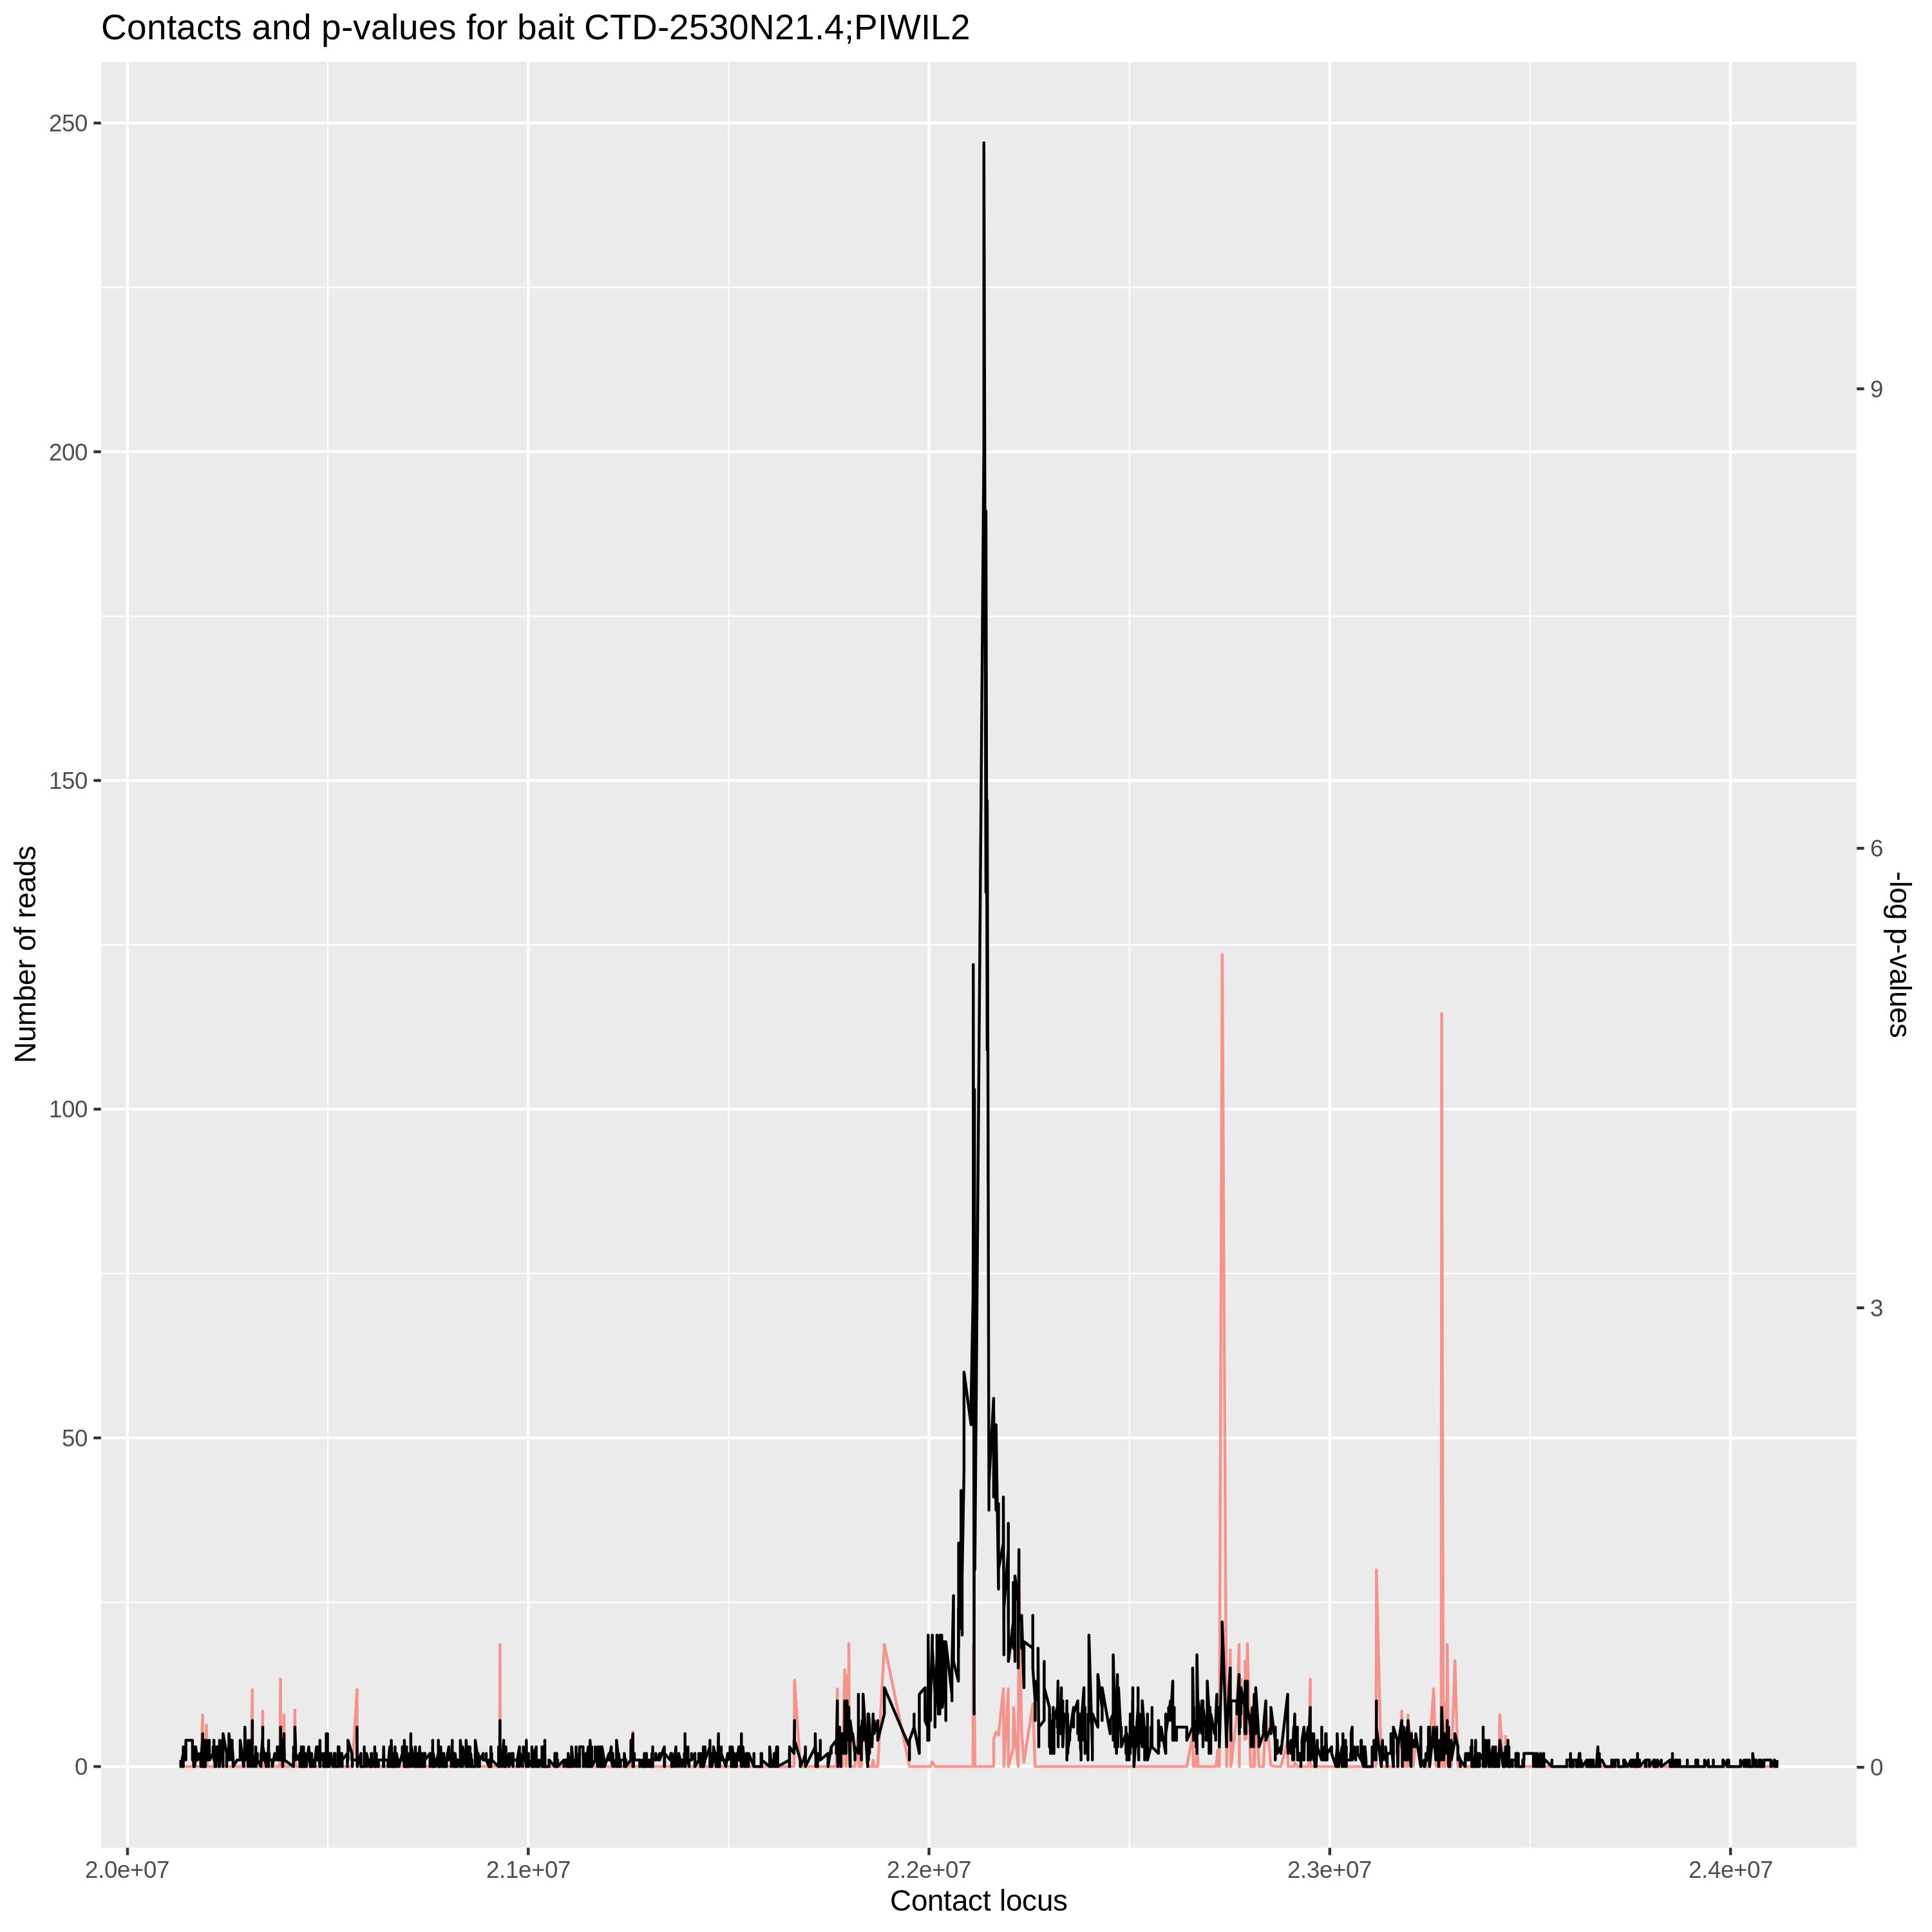 Contacts and p-values for bait CTD-2530N21.4;PIWIL2
250
200
150
100
50
0
Number of reads
9
6
3
0
-log p-values
2.0e+07 2.1e+07 2.2e+07 2.3e+07 2.4e+07
Contact locus